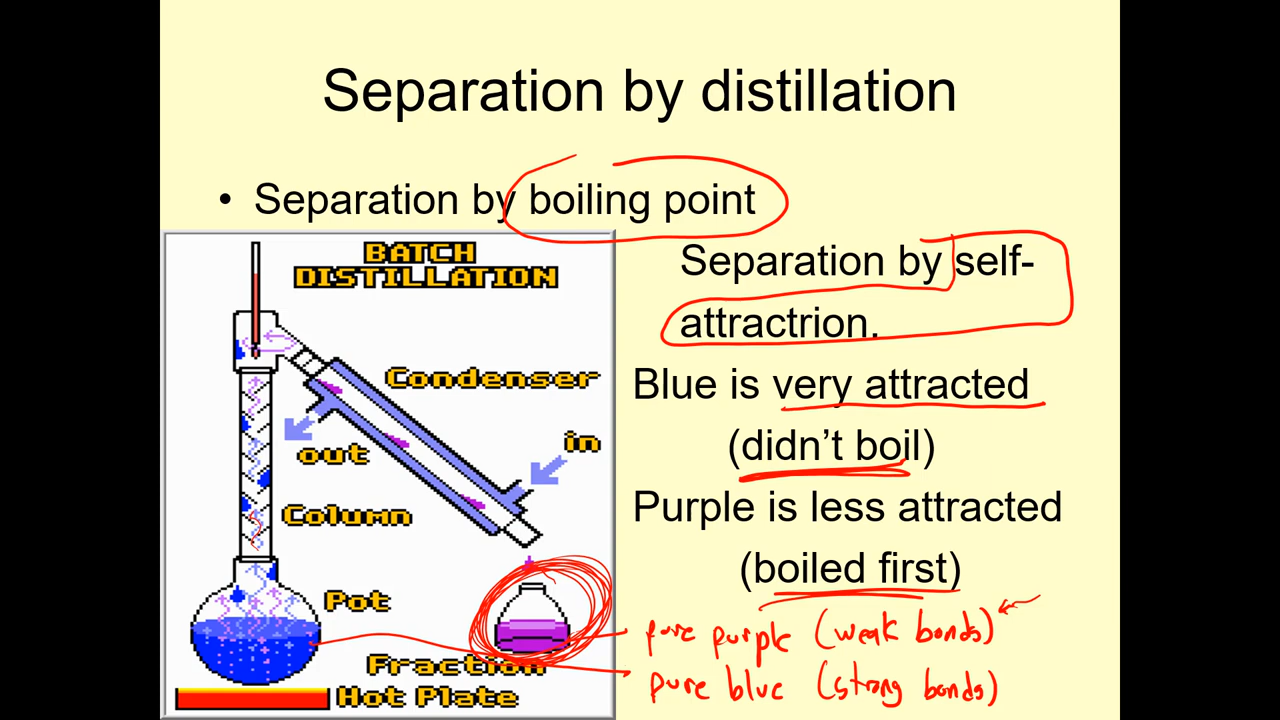 Separation by distillation
• Separation by boiling point
BATCH
DISTILLATION
Condenser
out
in
Column
Pot
Fraction
Hot Plate
Separation by self-
attractrion.
Blue is very attracted
(didn't boil)
Purple is less attracted
(boiled first)
pure purple (weak bonds)
pure blue (strong bonds)